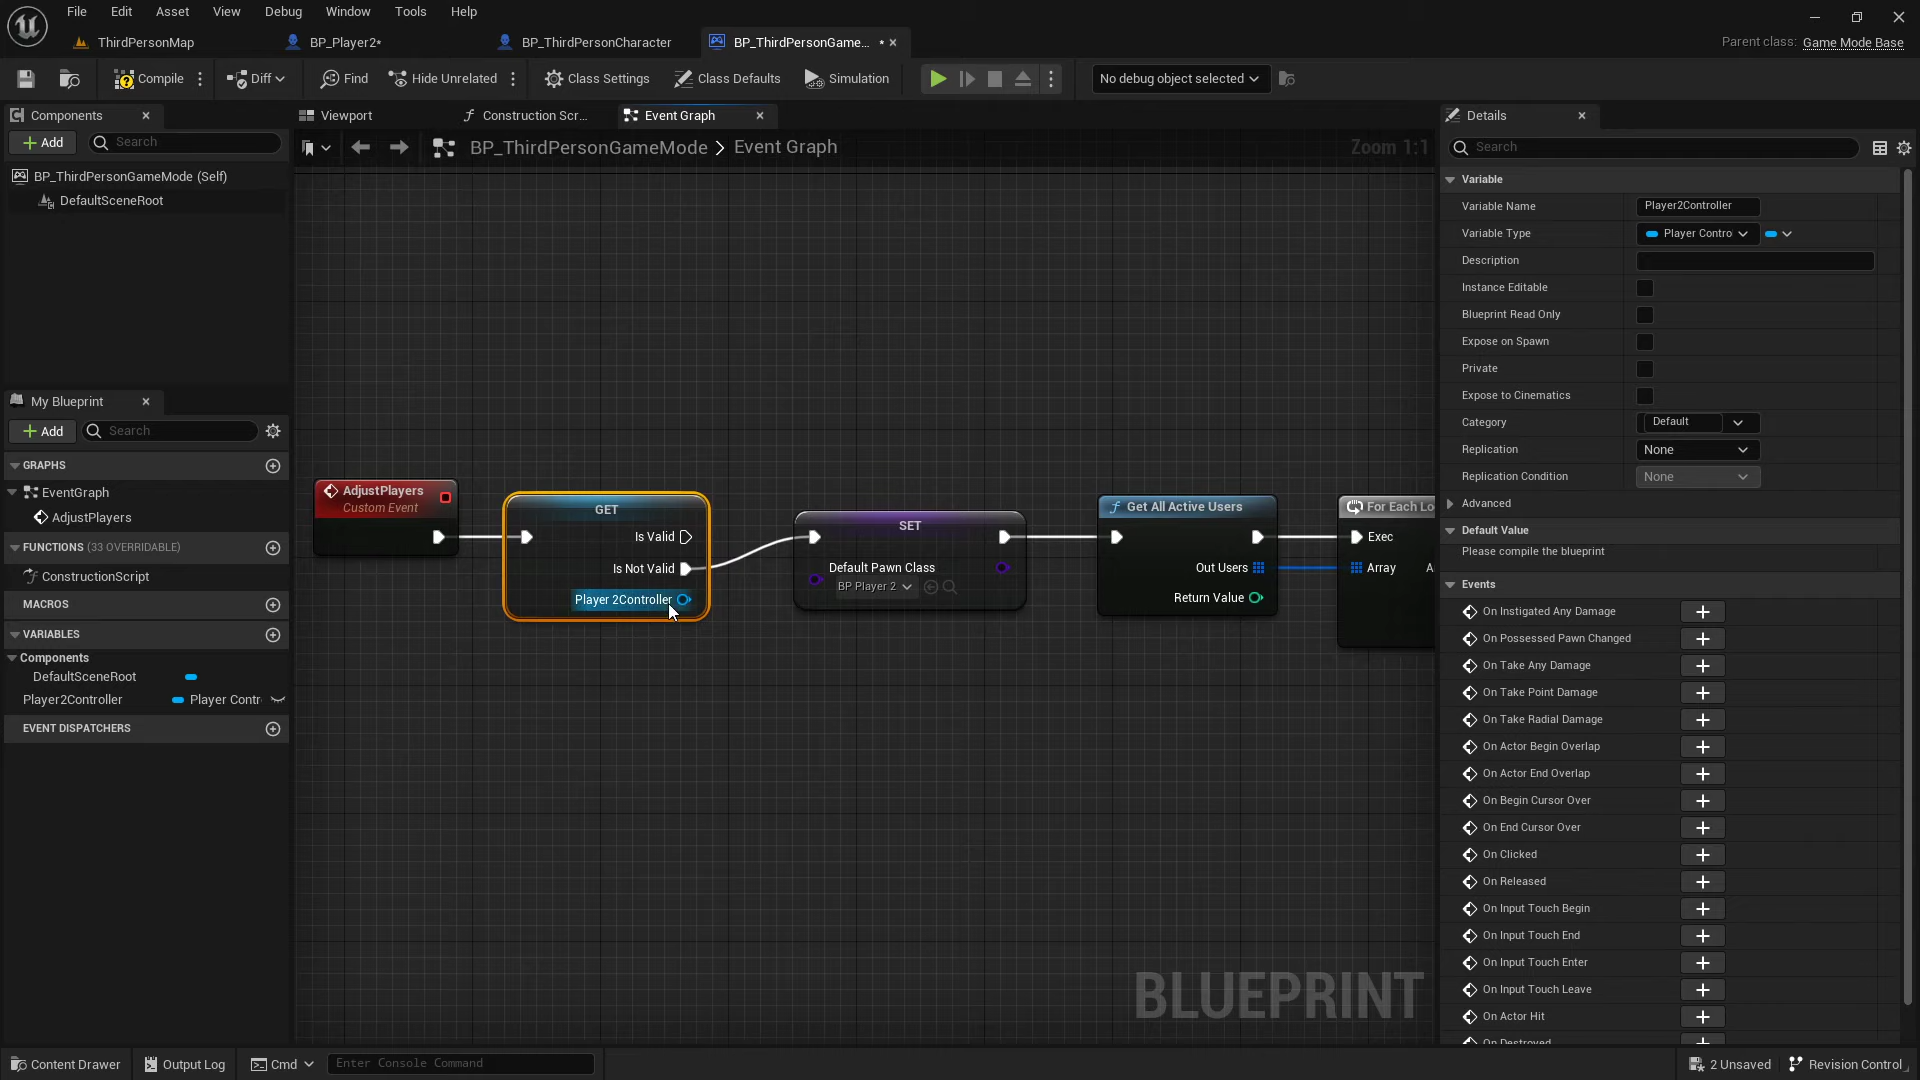 File Edit Asset View Debug Window Tools Help
ThirdPersonMap BP_Player2* BP_ThirdPersonCharacter BP_ThirdPersonGame... * Parent class: Game Mode Base
Compile Diff Find Hide Unrelated Class Settings Class Defaults Simulation No debug object selected
Components Viewport Construction Scr... Event Graph Details
Add Search
BP_ThirdPersonGameMode > Event Graph Zoom 1:1 Search
BP_ThirdPersonGameMode (Self)
DefaultSceneRoot
My Blueprint
Add Search
GRAPHS
EventGraph
AdjustPlayers
FUNCTIONS (33 OVERRIDABLE)
ConstructionScript
MACROS
VARIABLES
Components
DefaultSceneRoot
Player2Controller Player Contr
EVENT DISPATCHERS
AdjustPlayers
Custom Event
GET
Is Valid
Is Not Valid
Player 2Controller
SET
Default Pawn Class
BP Player 2
Get All Active Users
Out Users
Return Value
For Each Lo
Exec
Array A
BLUEPRINT
Variable
Variable Name Player2Controller
Variable Type Player Contro
Description
Instance Editable
Blueprint Read Only
Expose on Spawn
Private
Expose to Cinematics
Category Default
Replication None
Replication Condition None
Advanced
Default Value
Please compile the blueprint
Events
On Instigated Any Damage
On Possessed Pawn Changed
On Take Any Damage
On Take Point Damage
On Take Radial Damage
On Actor Begin Overlap
On Actor End Overlap
On Begin Cursor Over
On End Cursor Over
On Clicked
On Released
On Input Touch Begin
On Input Touch End
On Input Touch Enter
On Input Touch Leave
On Actor Hit
On Destroyed
Content Drawer Output Log Cmd Enter Console Command 2 Unsaved Revision Control